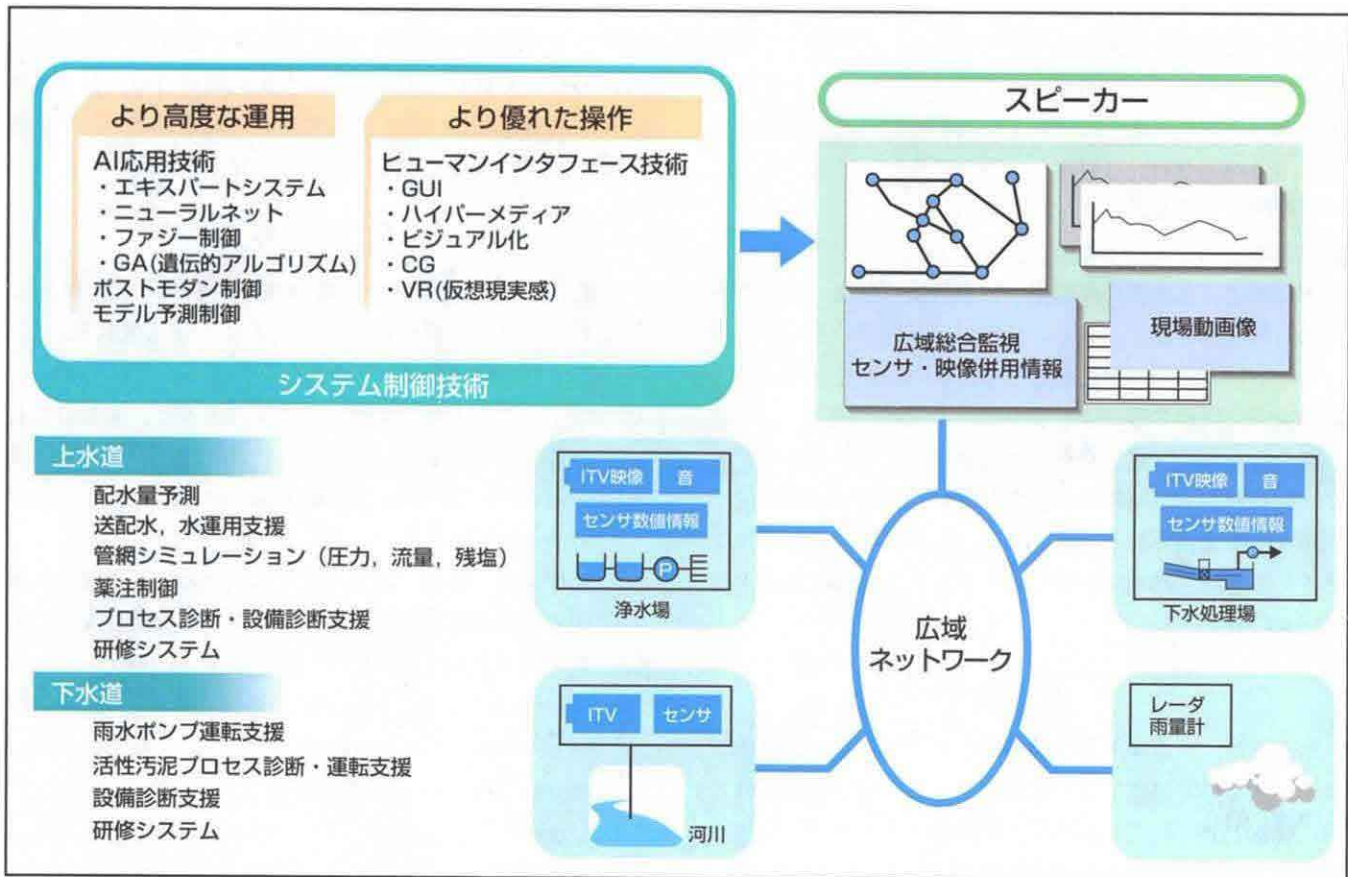 より高度な運用
AI応用技術
・エキスパートシステム
・ニューラルネット
・ファジー制御
・GA(遺伝的アルゴリズム)
ポストモダン制御
モデル予測制御
より優れた操作
ヒューマンインタフェース技術
・GUI
・ハイパーメディア
・ビジュアル化
・CG
・VR(仮想現実感)
システム制御技術
スピーカー
広域総合監視
センサ・映像併用情報
現場動画像
上水道
配水量予測
送配水，水運用支援
管網シミュレーション（圧力，流量，残塩）
薬注制御
プロセス診断・設備診断支援
研修システム
下水道
雨水ポンプ運転支援
活性汚泥プロセス診断・運転支援
設備診断支援
研修システム
ITV映像 音
センサ数値情報
P
浄水場
ITV センサ
河川
広域
ネットワーク
ITV映像 音
センサ数値情報
下水処理場
レーダ
雨量計